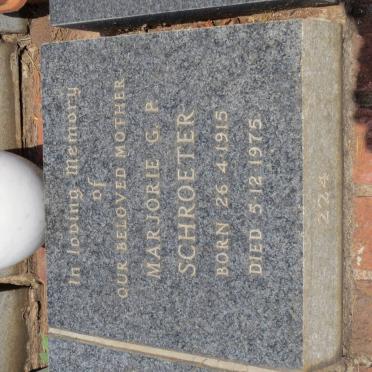 In loving memory
of
OUR BELOVED MOTHER
MARJORIE G. P.
SCHROETER
BORN 26·4·1915
DIED 5·12·1975.
224